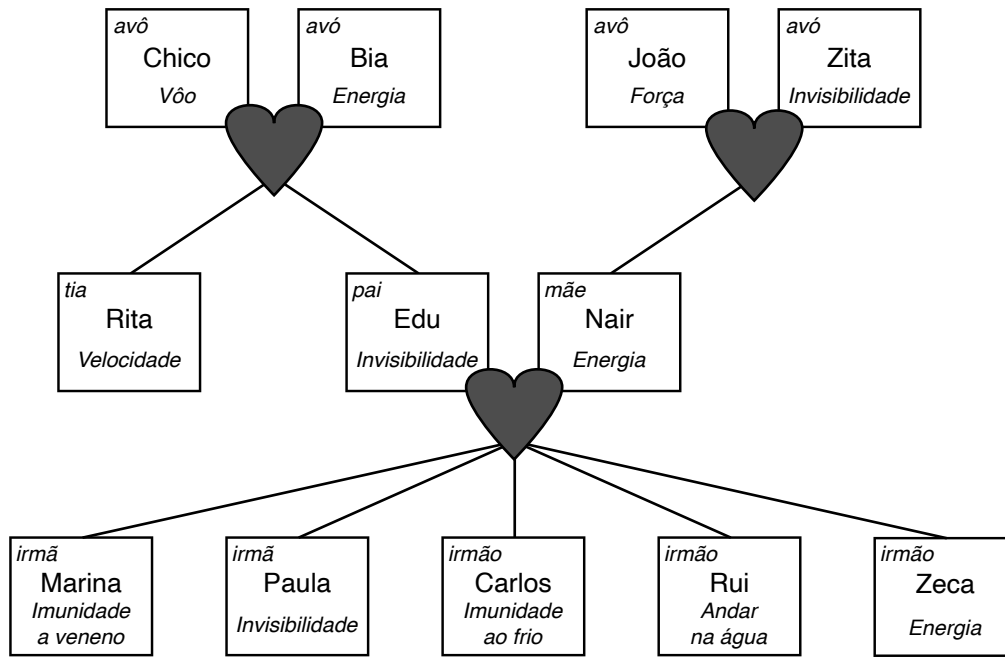 avô
Chico
Vôo
avó
Bia
Energia
avô
João
Força
avó
Zita
Invisibilidade
tia
Rita
Velocidade
pai
Edu
Invisibilidade
mãe
Nair
Energia
irmã
Marina
Imunidade
a veneno
irmã
Paula
Invisibilidade
irmão
Carlos
Imunidade
ao frio
irmão
Rui
Andar
na água
irmão
Zeca
Energia